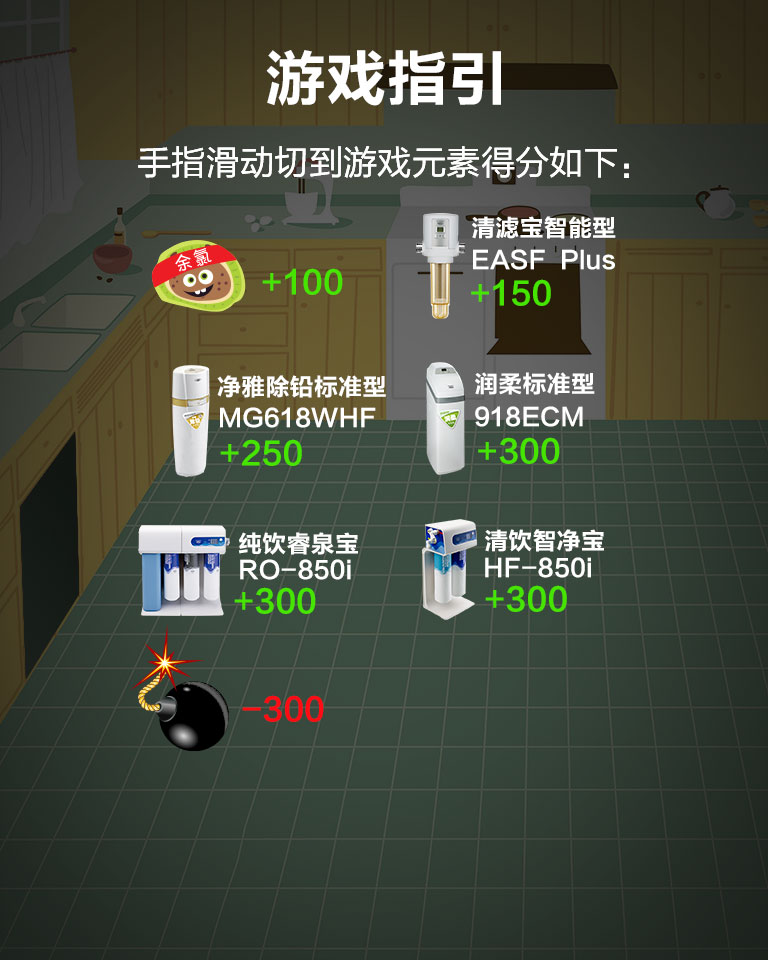 游戏指引
手指滑动切到游戏元素得分如下：
余氯
+100
清滤宝智能型
EASF Plus
+150
净雅除铅标准型
MG618WHF
+250
润柔标准型
918ECM
+300
纯饮睿泉宝
RO-850i
+300
清饮智净宝
HF-850i
+300
-300